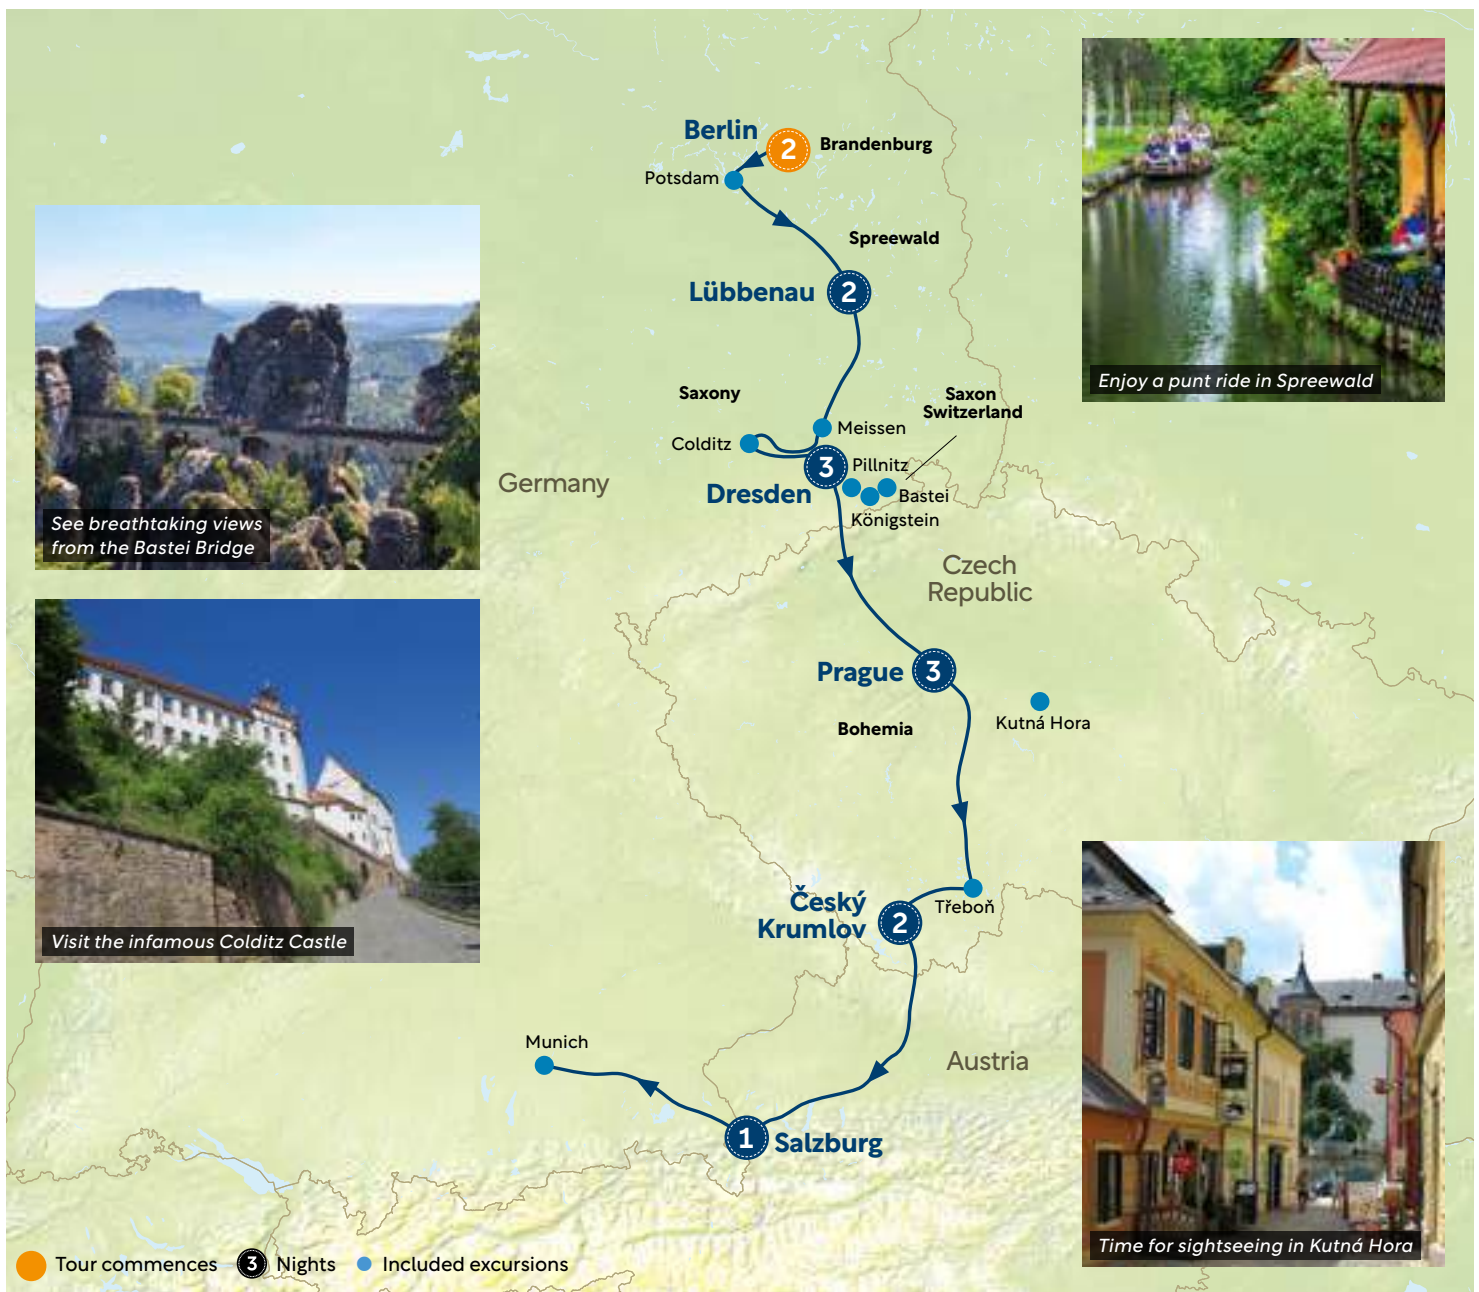 Berlin
2
Brandenburg
Potsdam
Spreewald
Lübbenau
2
Enjoy a punt ride in Spreewald
Saxony
Saxon
Switzerland
Meissen
Colditz
3
Pillnitz
Dresden
Bastei
Königstein
Germany
See breathtaking views
from the Bastei Bridge
Czech
Republic
Prague
3
Kutná Hora
Bohemia
Český
Krumlov
2
Třeboň
Visit the infamous Colditz Castle
Munich
Austria
1
Salzburg
Time for sightseeing in Kutná Hora
Tour commences
3
Nights
Included excursions